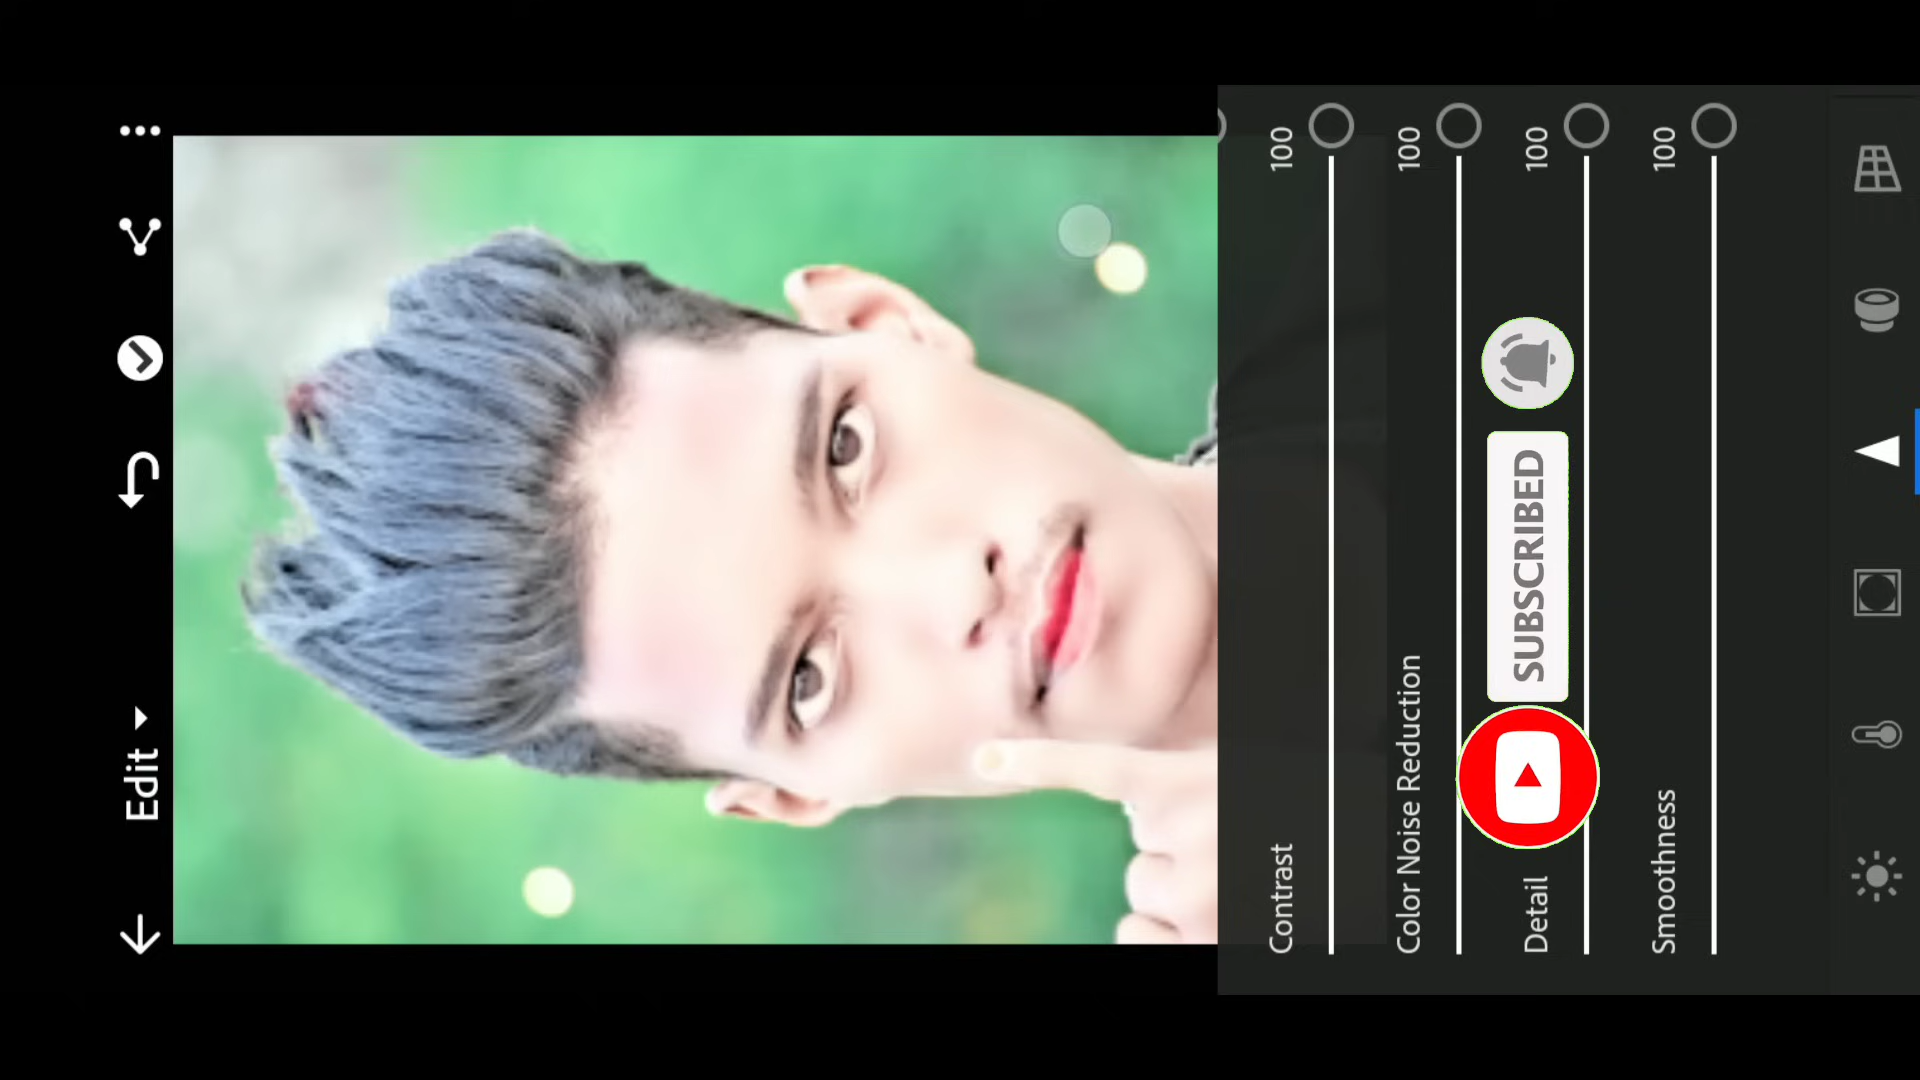 Edit
Contrast 100
Color Noise Reduction 100
Detail 100
Smoothness 100
SUBSCRIBED